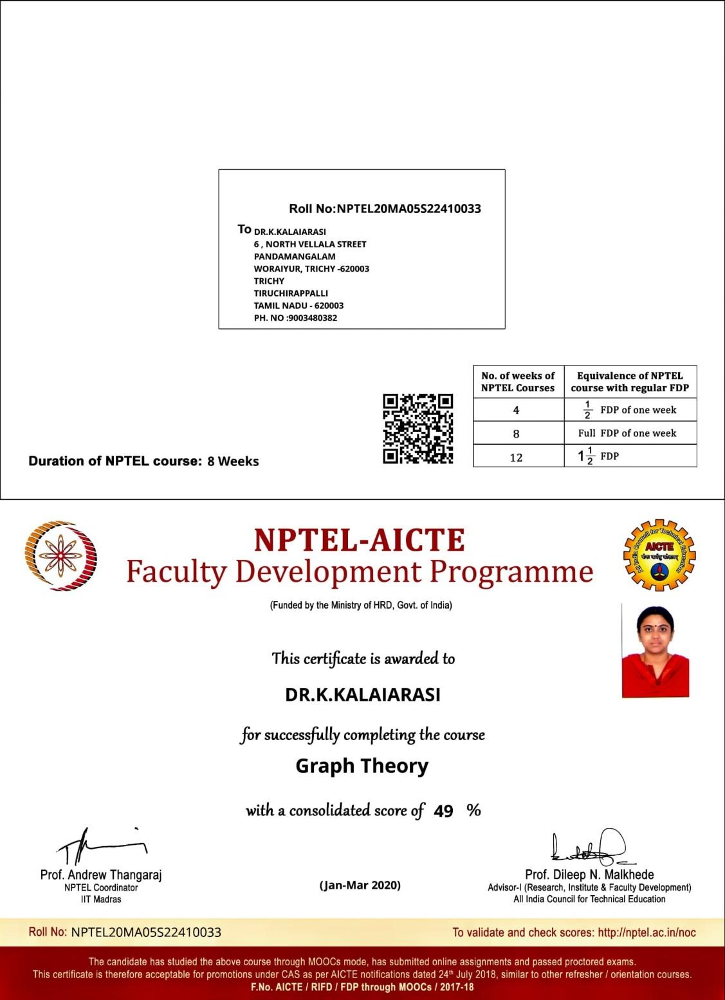 Roll No:NPTEL20MA05S22410033
To DR.K.KALAIARASI
6 , NORTH VELLALA STREET
PANDAMANGALAM
WORAIYUR, TRICHY -620003
TRICHY
TIRUCHIRAPPALLI
TAMIL NADU - 620003
PH. NO :9003480382
No. of weeks of NPTEL Courses
Equivalence of NPTEL course with regular FDP
4 1/2 FDP of one week
8 Full FDP of one week
12 1 1/2 FDP
Duration of NPTEL course: 8 Weeks
NPTEL-AICTE
Faculty Development Programme
(Funded by the Ministry of HRD, Govt. of India)
All India Council for Technical Education
AICTE
This certificate is awarded to
DR.K.KALAIARASI
for successfully completing the course
Graph Theory
with a consolidated score of 49 %
Prof. Andrew Thangaraj
NPTEL Coordinator
IIT Madras
(Jan-Mar 2020)
Prof. Dileep N. Malkhede
Advisor-I (Research, Institute & Faculty Development)
All India Council for Technical Education
Roll No: NPTEL20MA05S22410033
To validate and check scores: http://nptel.ac.in/noc
The candidate has studied the above course through MOOCs mode, has submitted online assignments and passed proctored exams.
This certificate is therefore acceptable for promotions under CAS as per AICTE notifications dated 24th July 2018, similar to other refresher / orientation courses.
F.No. AICTE / RIFD / FDP through MOOCs / 2017-18